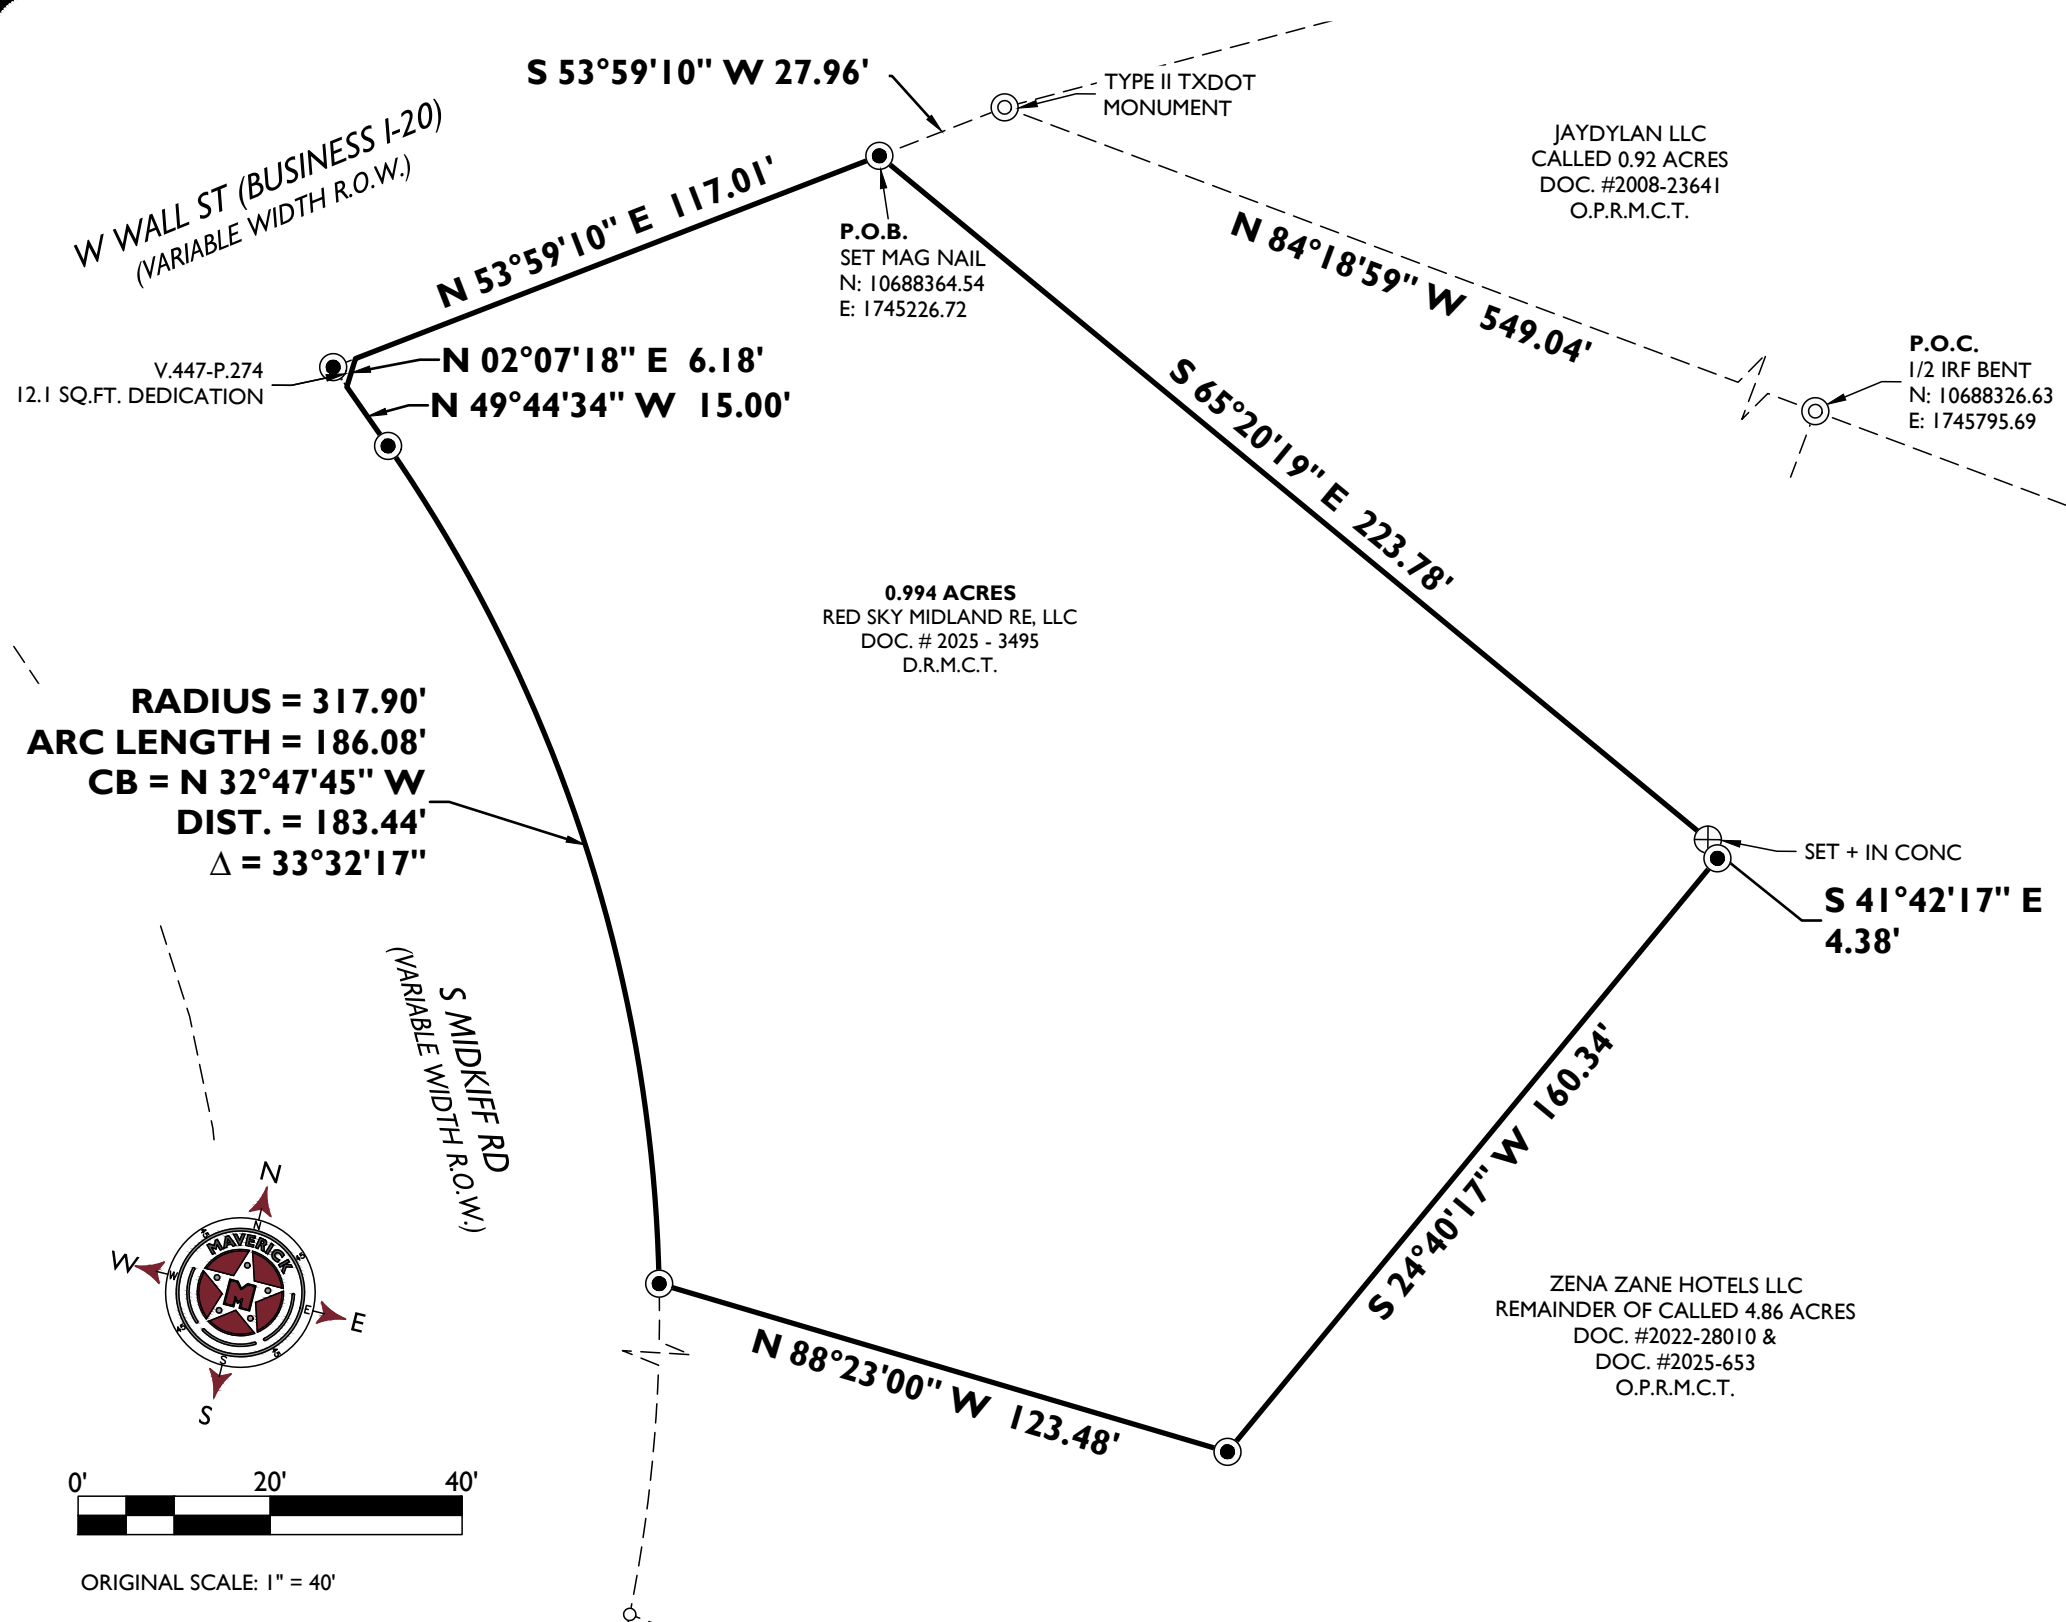 S 53°59'10" W 27.96'
TYPE II TXDOT
MONUMENT
JAYDYLAN LLC
CALLED 0.92 ACRES
DOC. #2008-23641
O.P.R.M.C.T.
W WALL ST (BUSINESS I-20)
(VARIABLE WIDTH R.O.W.)
N 53°59'10" E 117.01'
P.O.B.
SET MAG NAIL
N: 10688364.54
E: 1745226.72
N 84°18'59" W 549.04'
P.O.C.
1/2 IRF BENT
N: 10688326.63
E: 1745795.69
V.447-P.274
12.1 SQ.FT. DEDICATION
N 02°07'18" E 6.18'
N 49°44'34" W 15.00'
S 65°20'19" E 223.78'
0.994 ACRES
RED SKY MIDLAND RE, LLC
DOC. # 2025 - 3495
D.R.M.C.T.
RADIUS = 317.90'
ARC LENGTH = 186.08'
CB = N 32°47'45" W
DIST. = 183.44'
Δ = 33°32'17"
SET + IN CONC
S 41°42'17" E
4.38'
S MIDKIFF RD
(VARIABLE WIDTH R.O.W.)
S 24°40'17" W 160.34'
N 88°23'00" W 123.48'
ZENA ZANE HOTELS LLC
REMAINDER OF CALLED 4.86 ACRES
DOC. #2022-28010 &
DOC. #2025-653
O.P.R.M.C.T.
N
N
45
45
MAVERICK
W
W
M
E
E
45
45
S
S
0' 20' 40'
ORIGINAL SCALE: 1" = 40'